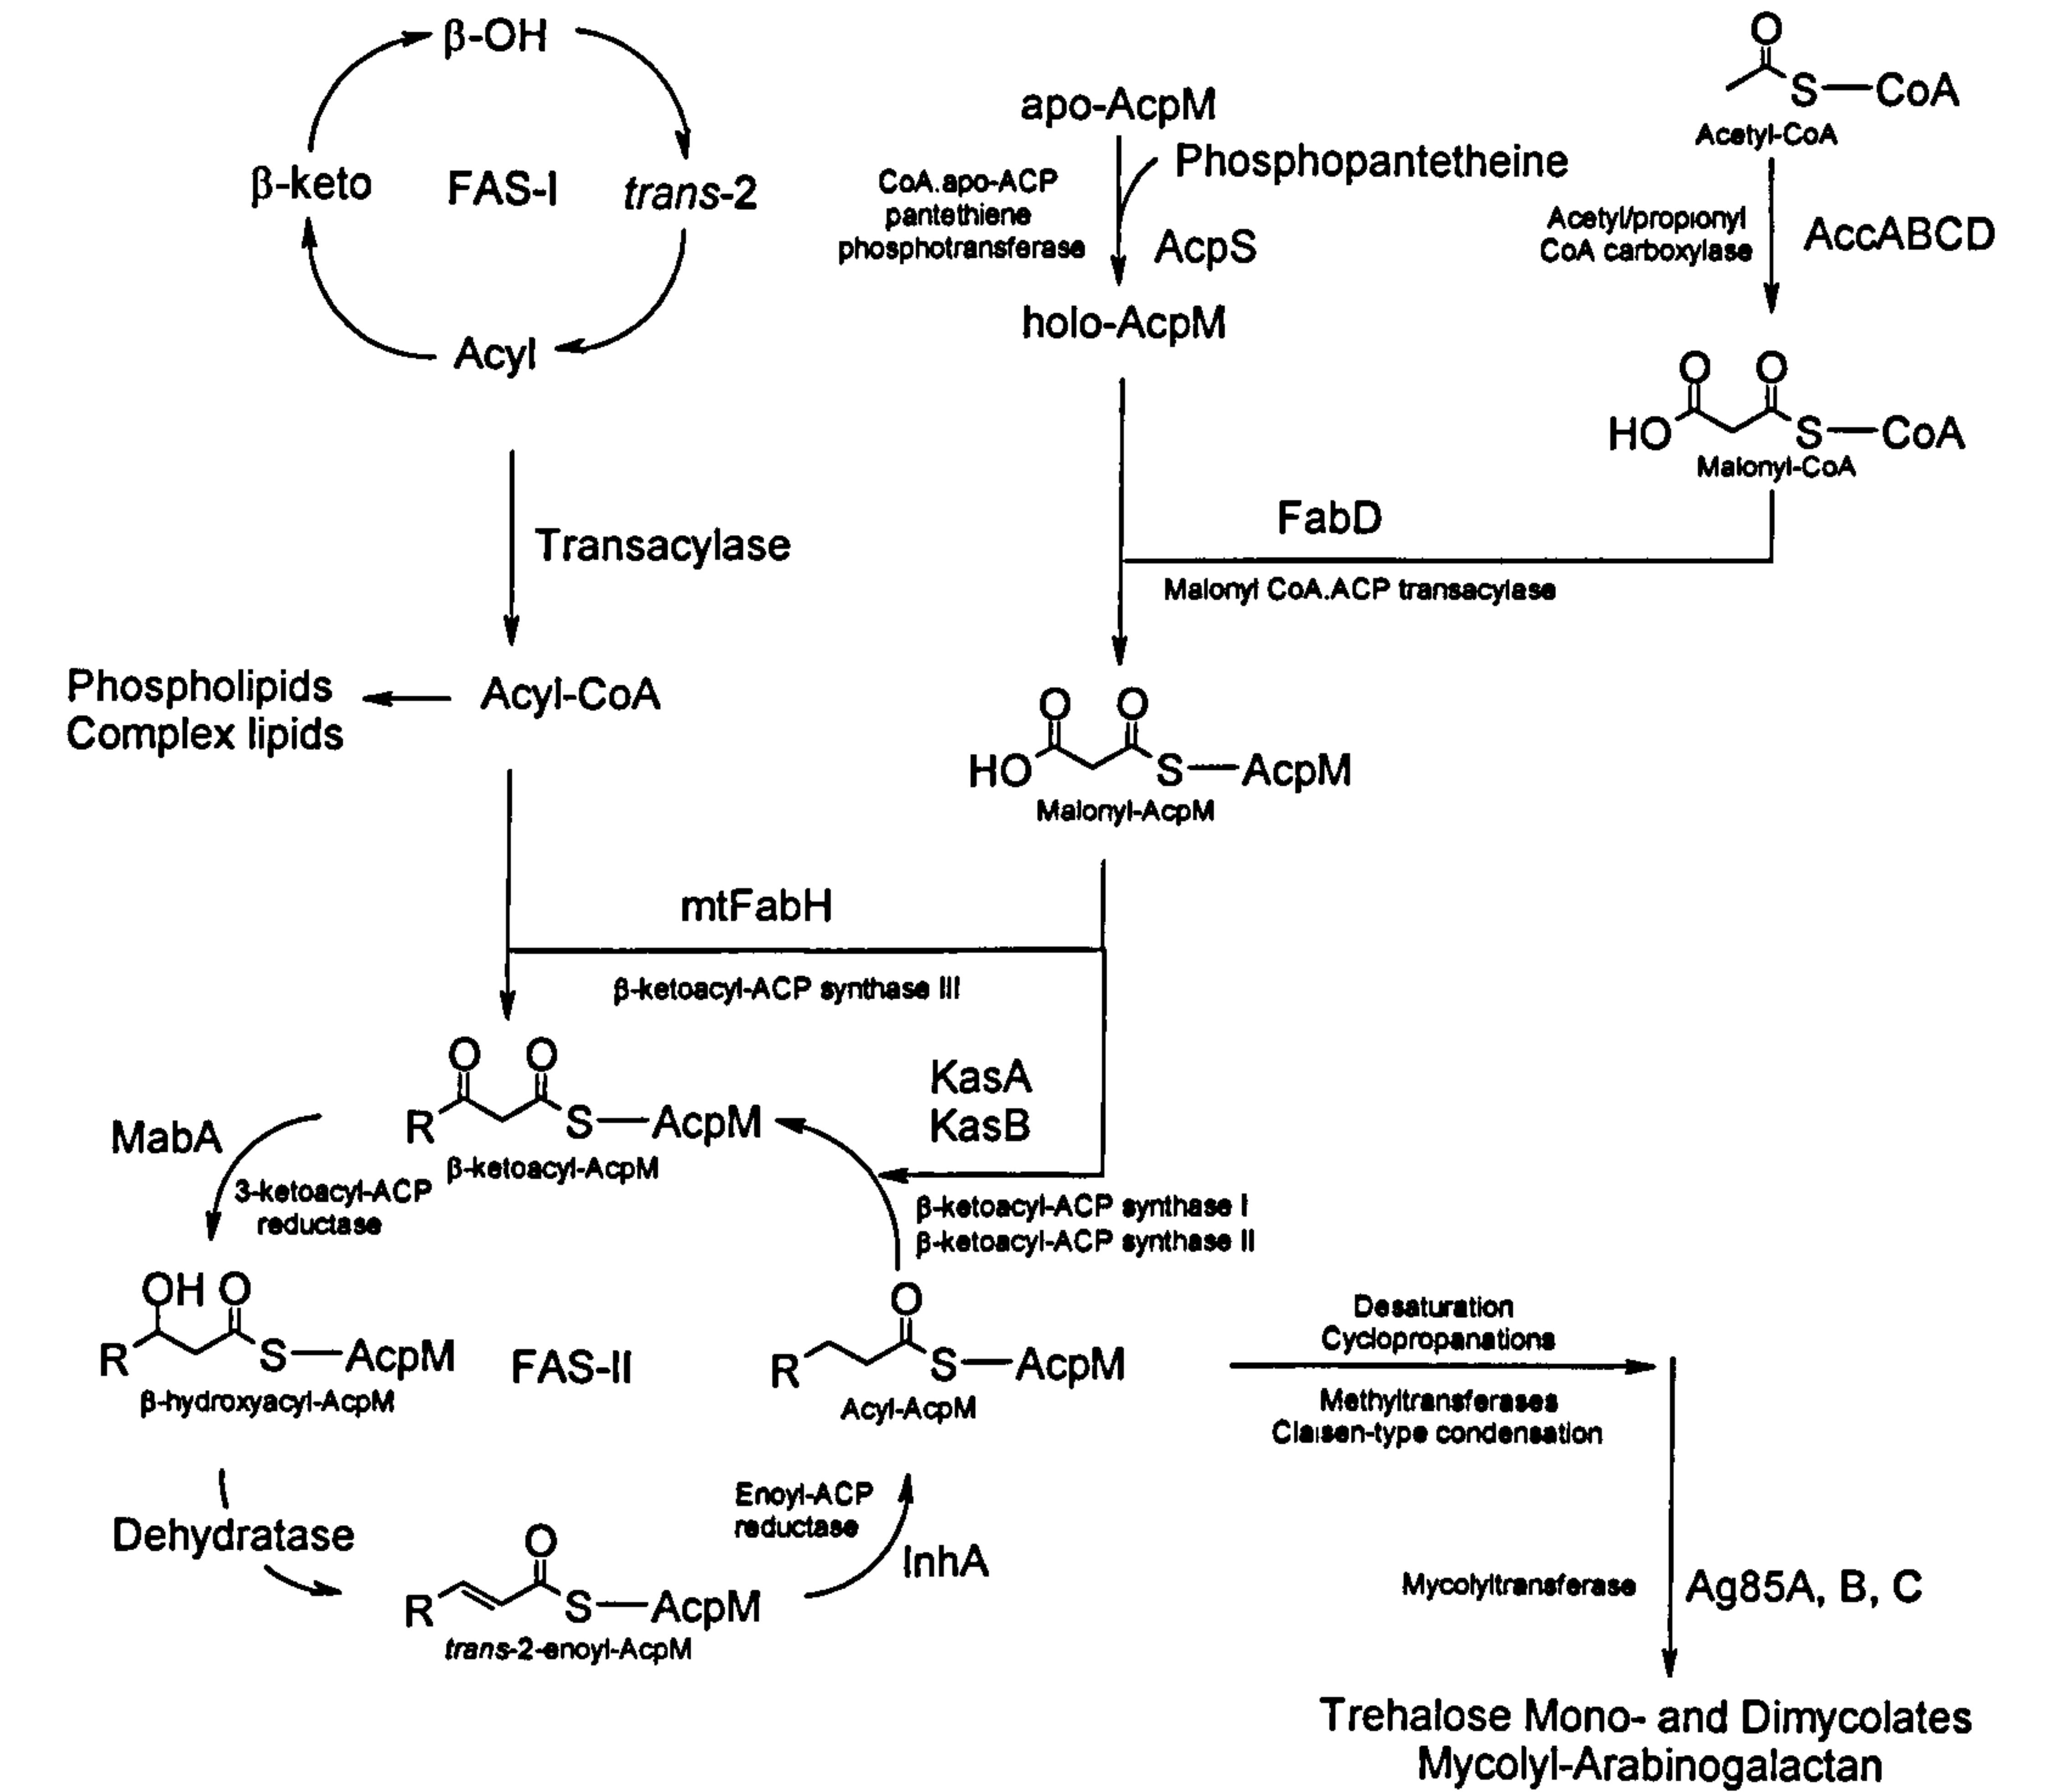 β-OH
β-keto
FAS-I
trans-2
Acyl
Transacylase
Acyl-CoA
Phospholipids
Complex lipids
apo-AcpM
Phosphopantetheine
CoA.apo-ACP
pantethiene
phosphotransferase
AcpS
holo-AcpM
O
S—CoA
Acetyl-CoA
Acetyl/propionyl
CoA carboxylase
AccABCD
O O
HO S—CoA
Malonyl-CoA
FabD
Malonyl CoA.ACP transacylase
O O
HO S—AcpM
Malonyl-AcpM
mtFabH
β-ketoacyl-ACP synthase III
O O
R S—AcpM
β-ketoacyl-AcpM
KasA
KasB
β-ketoacyl-ACP synthase I
β-ketoacyl-ACP synthase II
MabA
3-ketoacyl-ACP
reductase
OH O
R S—AcpM
β-hydroxyacyl-AcpM
FAS-II
O
R S—AcpM
Acyl-AcpM
Dehydratase
O
R S—AcpM
trans-2-enoyl-AcpM
Enoyl-ACP
reductase
InhA
Desaturation
Cyclopropanations
Methyltransferases
Claisen-type condensation
Mycolyltransferase
Ag85A, B, C
Trehalose Mono- and Dimycolates
Mycolyl-Arabinogalactan